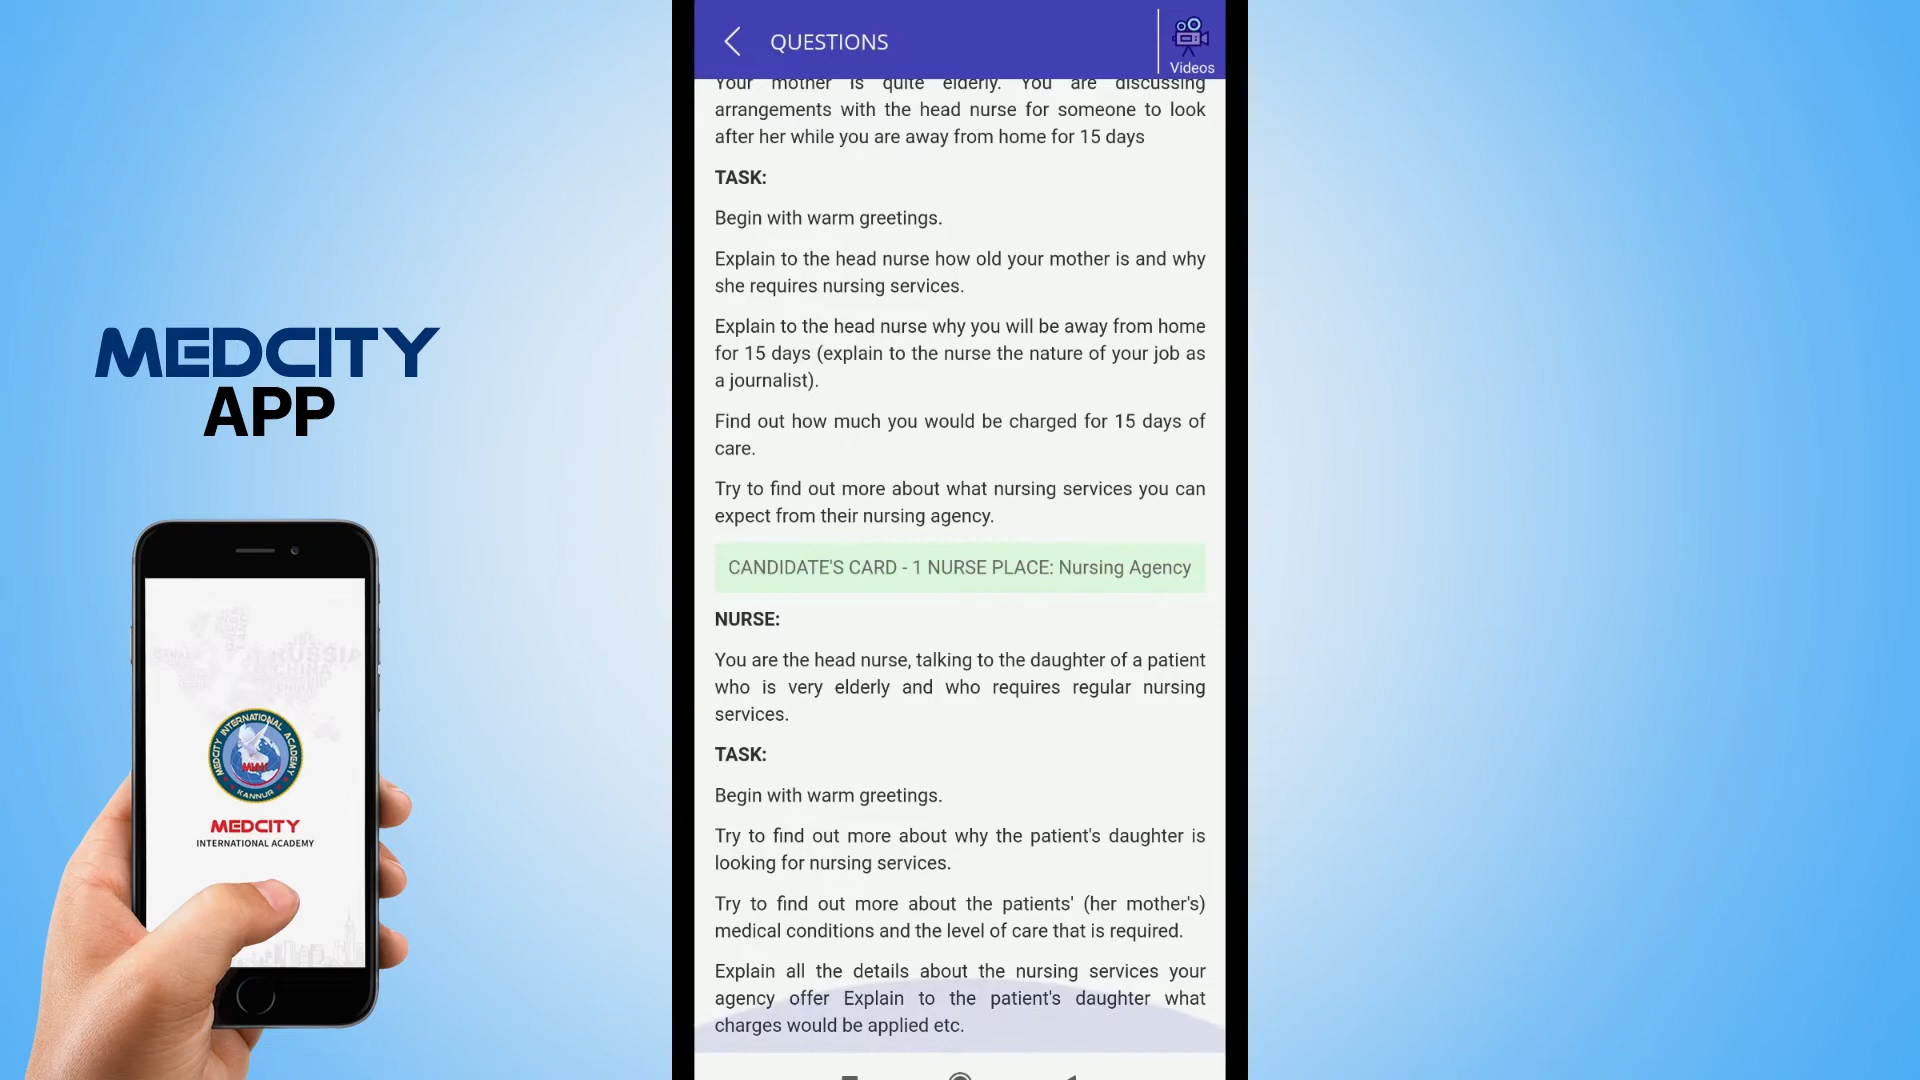 MEDCITY
APP
MEDCITY INTERNATIONAL ACADEMY
KANNUR
MEDCITY
INTERNATIONAL ACADEMY
QUESTIONS
Videos
Your mother is quite elderly. You are discussing
arrangements with the head nurse for someone to look
after her while you are away from home for 15 days
TASK:
Begin with warm greetings.
Explain to the head nurse how old your mother is and why
she requires nursing services.
Explain to the head nurse why you will be away from home
for 15 days (explain to the nurse the nature of your job as
a journalist).
Find out how much you would be charged for 15 days of
care.
Try to find out more about what nursing services you can
expect from their nursing agency.
CANDIDATE'S CARD - 1 NURSE PLACE: Nursing Agency
NURSE:
You are the head nurse, talking to the daughter of a patient
who is very elderly and who requires regular nursing
services.
TASK:
Begin with warm greetings.
Try to find out more about why the patient's daughter is
looking for nursing services.
Try to find out more about the patients' (her mother's)
medical conditions and the level of care that is required.
Explain all the details about the nursing services your
agency offer Explain to the patient's daughter what
charges would be applied etc.